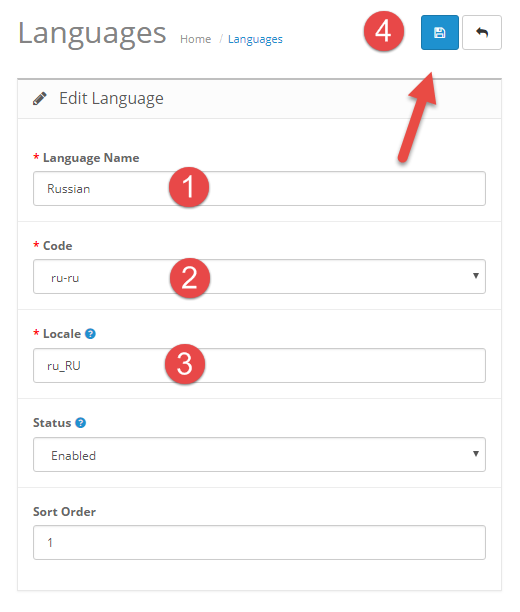 Languages Home / Languages 4
Edit Language
* Language Name
Russian 1
* Code
ru-ru 2
* Locale
ru_RU 3
Status
Enabled
Sort Order
1